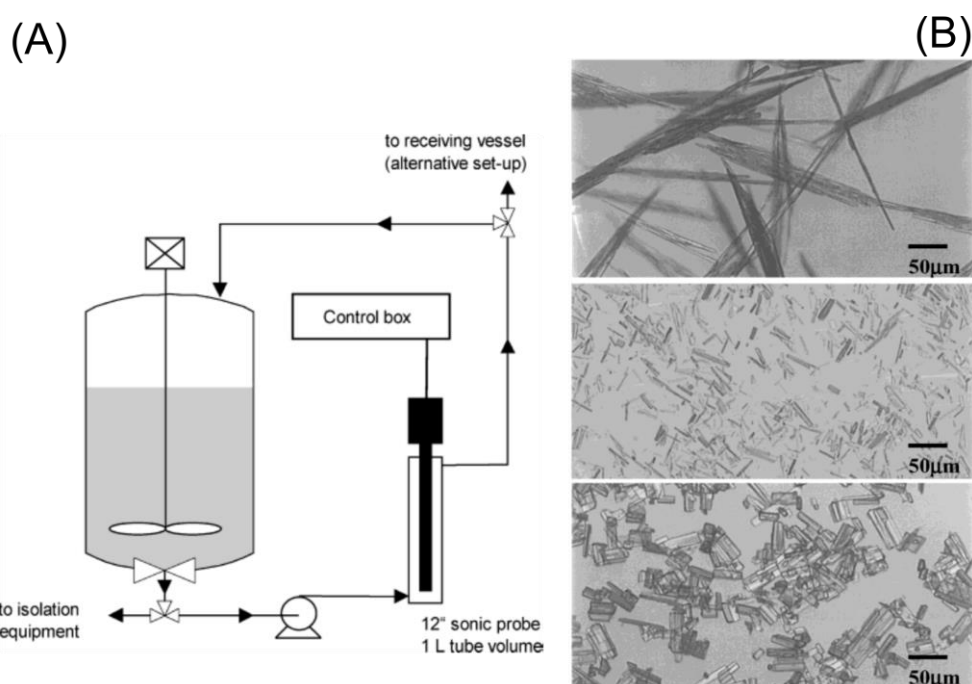 (A)
(B)
to receiving vessel
(alternative set-up)
Control box
to isolation
equipment
12" sonic probe
1 L tube volume
50μm
50μm
50μm